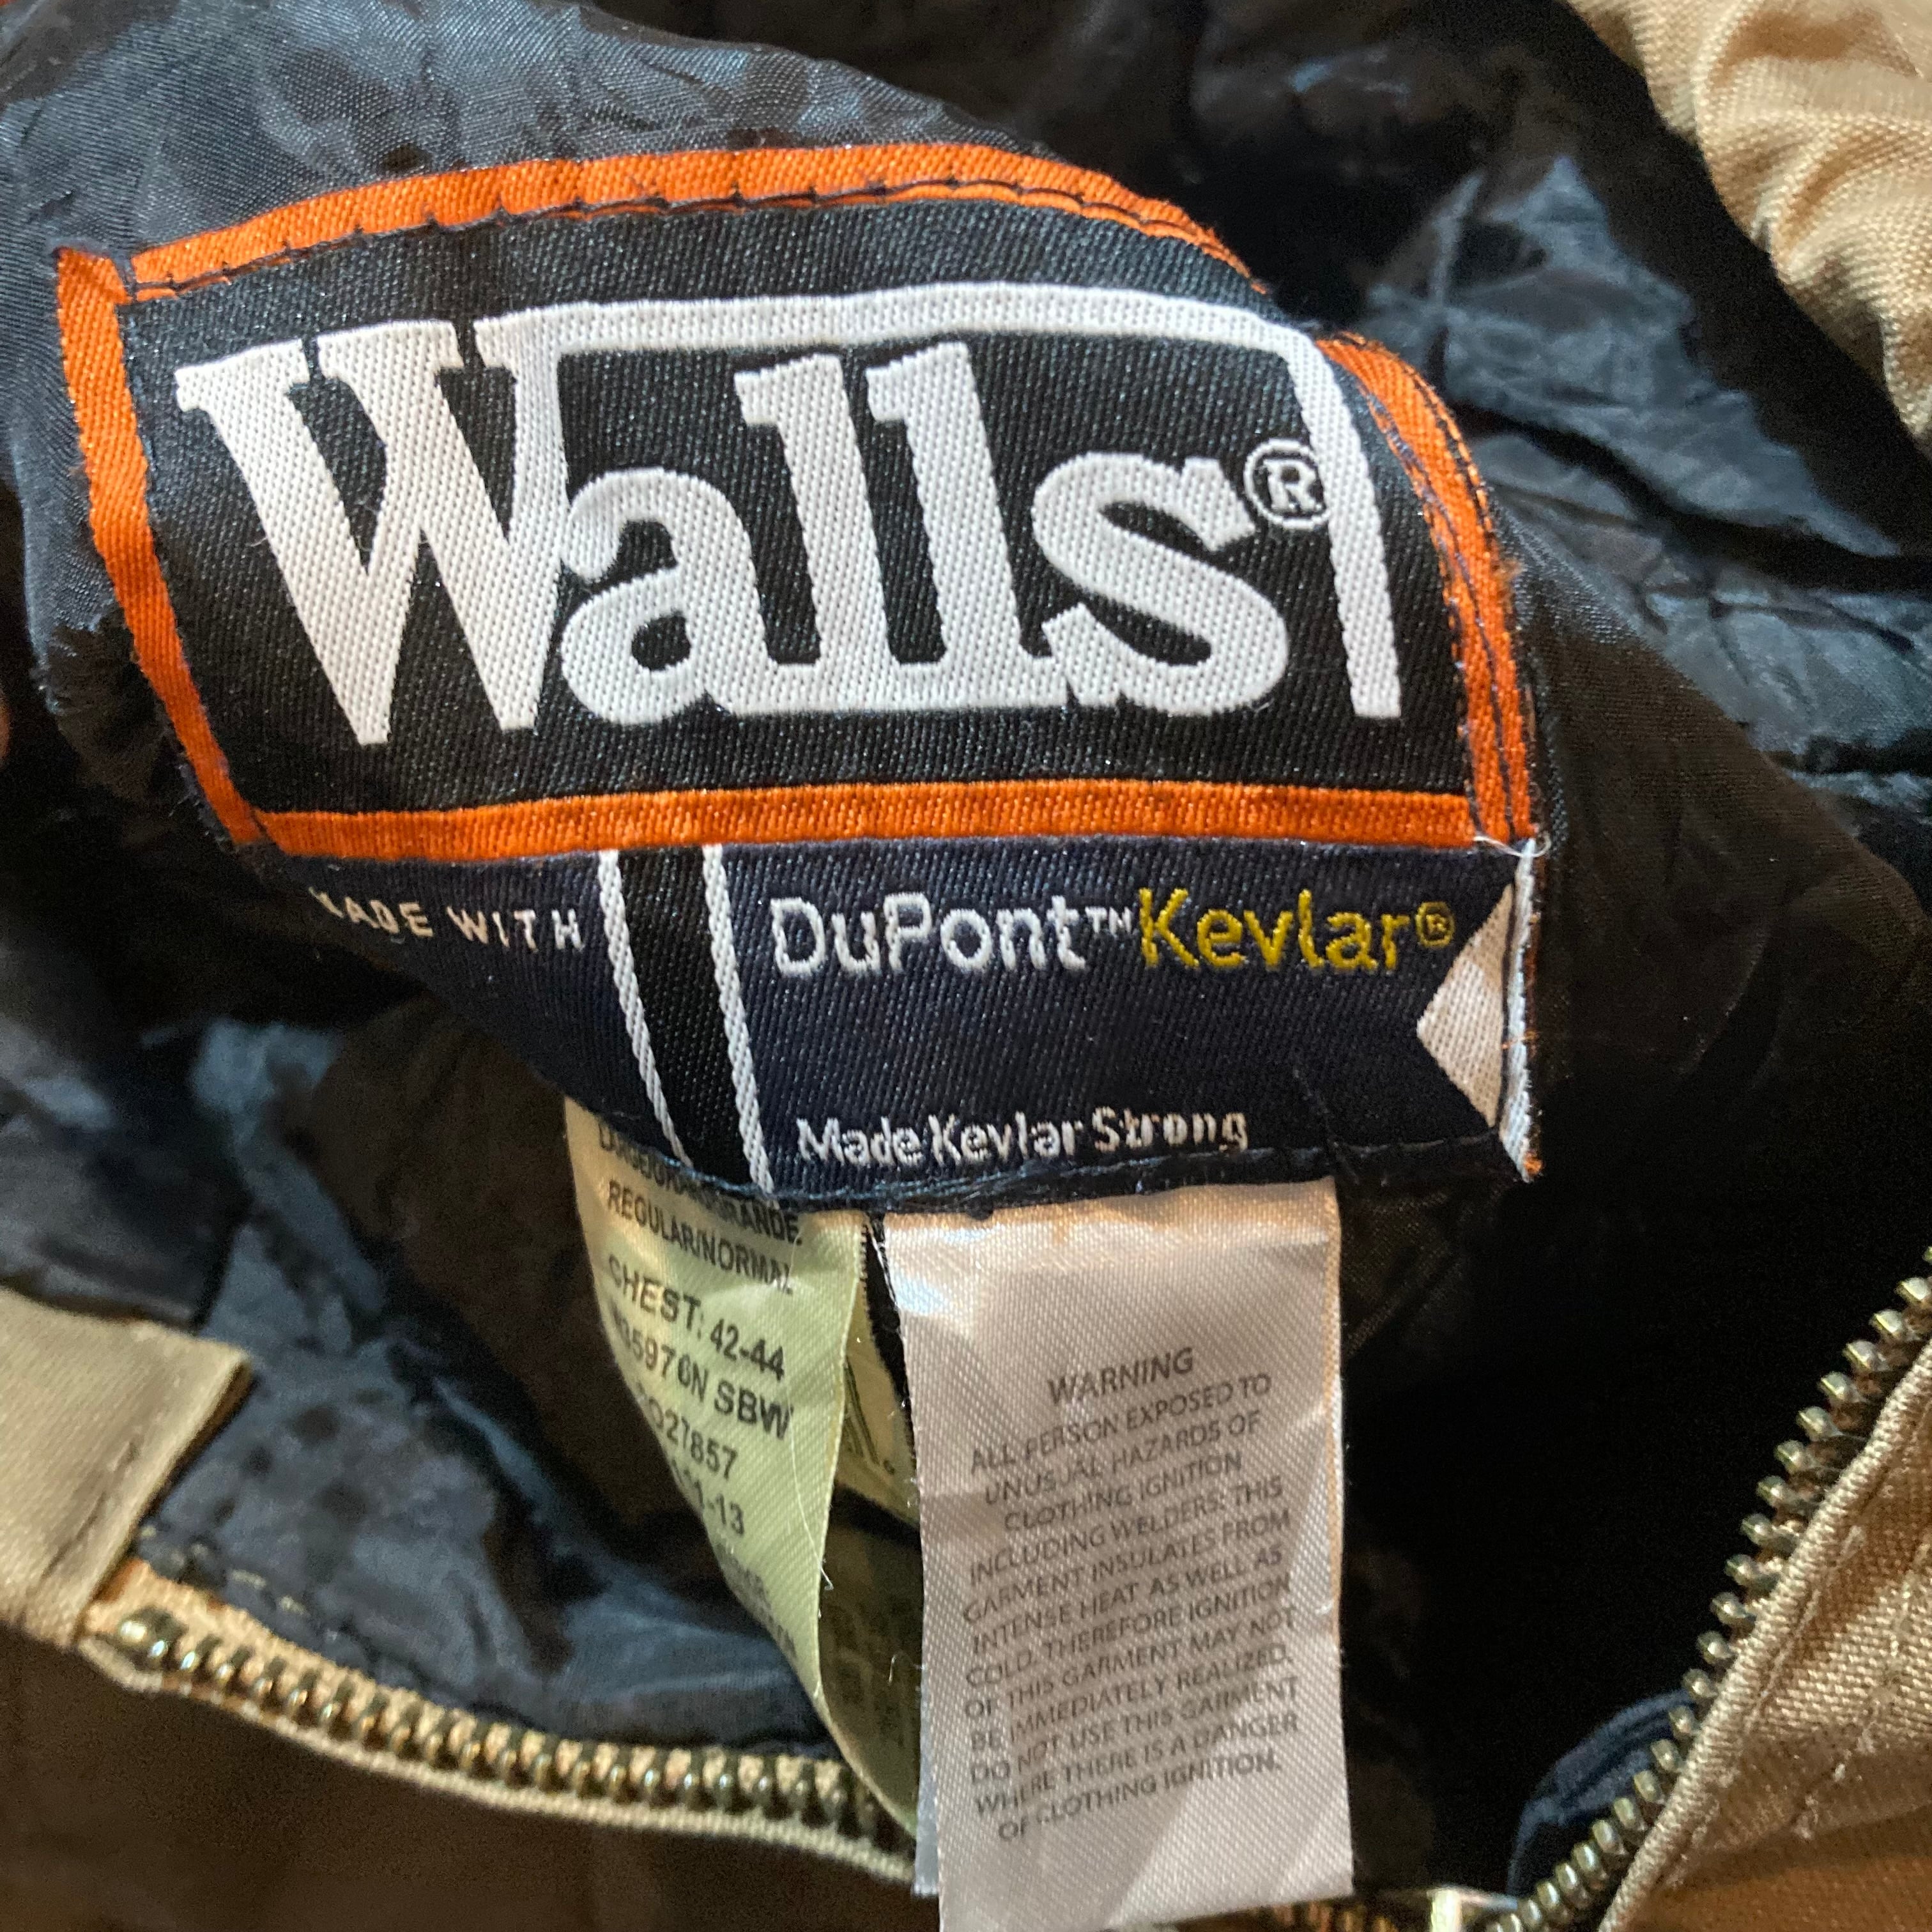 Walls®
MADE WITH
DuPont™ Kevlar®
Made Kevlar Strong
REGULAR/NORMAL
CHEST: 42-44
SBW
WARNING
ALL PERSON EXPOSED TO
UNUSUAL HAZARDS OF
CLOTHING IGNITION
INCLUDING WELDERS: THIS
GARMENT INSULATES FROM
INTENSE HEAT AS WELL AS
COLD. THEREFORE IGNITION
OF THIS GARMENT MAY NOT
BE IMMEDIATELY REALIZED.
DO NOT USE THIS GARMENT
WHERE THERE IS A DANGER
OF CLOTHING IGNITION.